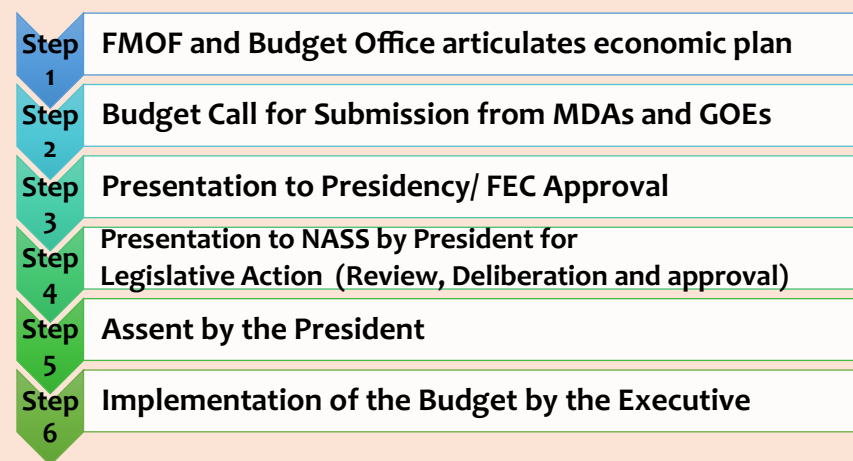 Step 1
FMOF and Budget Office articulates economic plan
Step 2
Budget Call for Submission from MDAs and GOEs
Step 3
Presentation to Presidency/ FEC Approval
Step 4
Presentation to NASS by President for
Legislative Action (Review, Deliberation and approval)
Step 5
Assent by the President
Step 6
Implementation of the Budget by the Executive